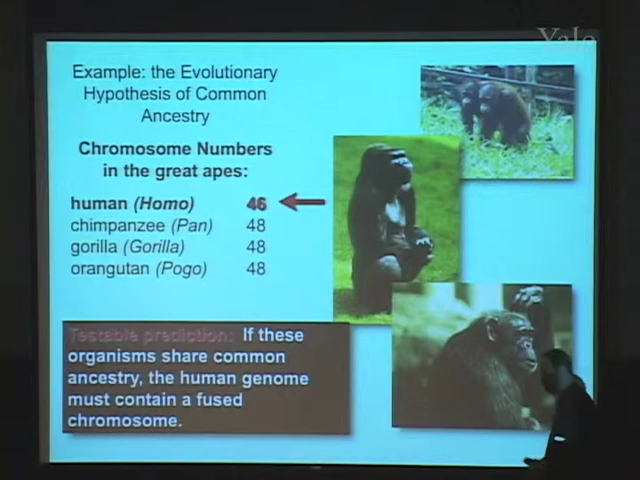 Yale
Example: the Evolutionary
Hypothesis of Common
Ancestry
Chromosome Numbers
in the great apes:
human (Homo) 46
chimpanzee (Pan) 48
gorilla (Gorilla) 48
orangutan (Pogo) 48
Testable prediction: If these
organisms share common
ancestry, the human genome
must contain a fused
chromosome.